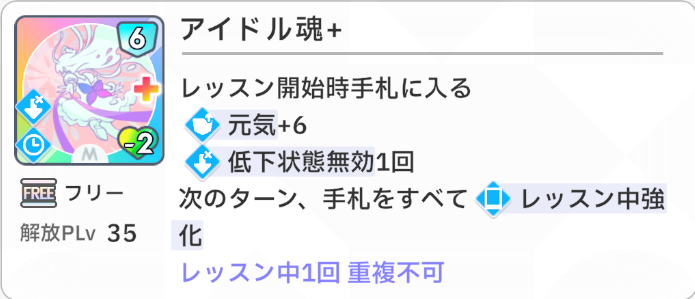 アイドル魂+
6
-2
M
レッスン開始時手札に入る
元気+6
低下状態無効1回
次のターン、手札をすべて レッスン中強
化
レッスン中1回 重複不可
FREE フリー
解放PLv 35